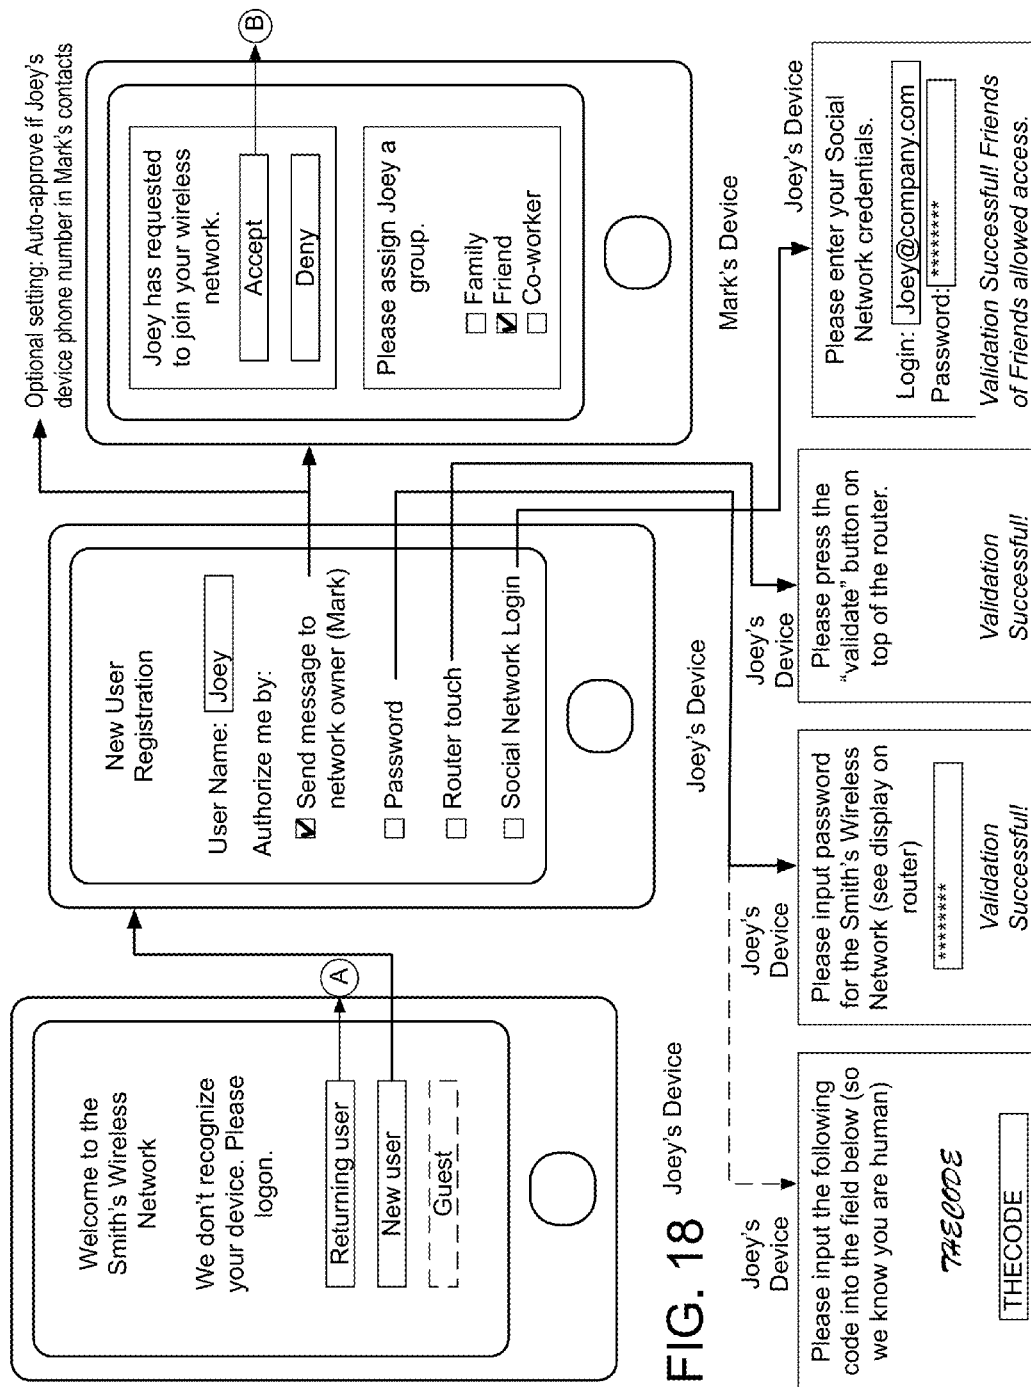 Welcome to the
Smith's Wireless
Network
We don't recognize
your device. Please
logon.
Returning user
A
New user
Guest
Joey's Device
New User
Registration
User Name: Joey
Authorize me by:
Send message to
network owner (Mark)
Password
Router touch
Social Network Login
Joey's Device
Optional setting: Auto-approve if Joey's
device phone number in Mark's contacts
Joey has requested
to join your wireless
network.
Accept
B
Deny
Please assign Joey a
group.
Family
Friend
Co-worker
Mark's Device
FIG. 18
Joey's
Device
Please input the following
code into the field below (so
we know you are human)
THECODE
THECODE
Joey's
Device
Please input password
for the Smith's Wireless
Network (see display on
router)
********
Validation
Successful!
Joey's
Device
Please press the
"validate" button on
top of the router.
Validation
Successful!
Joey's Device
Please enter your Social
Network credentials.
Login: Joey@company.com
Password: ********
Validation Successful! Friends
of Friends allowed access.